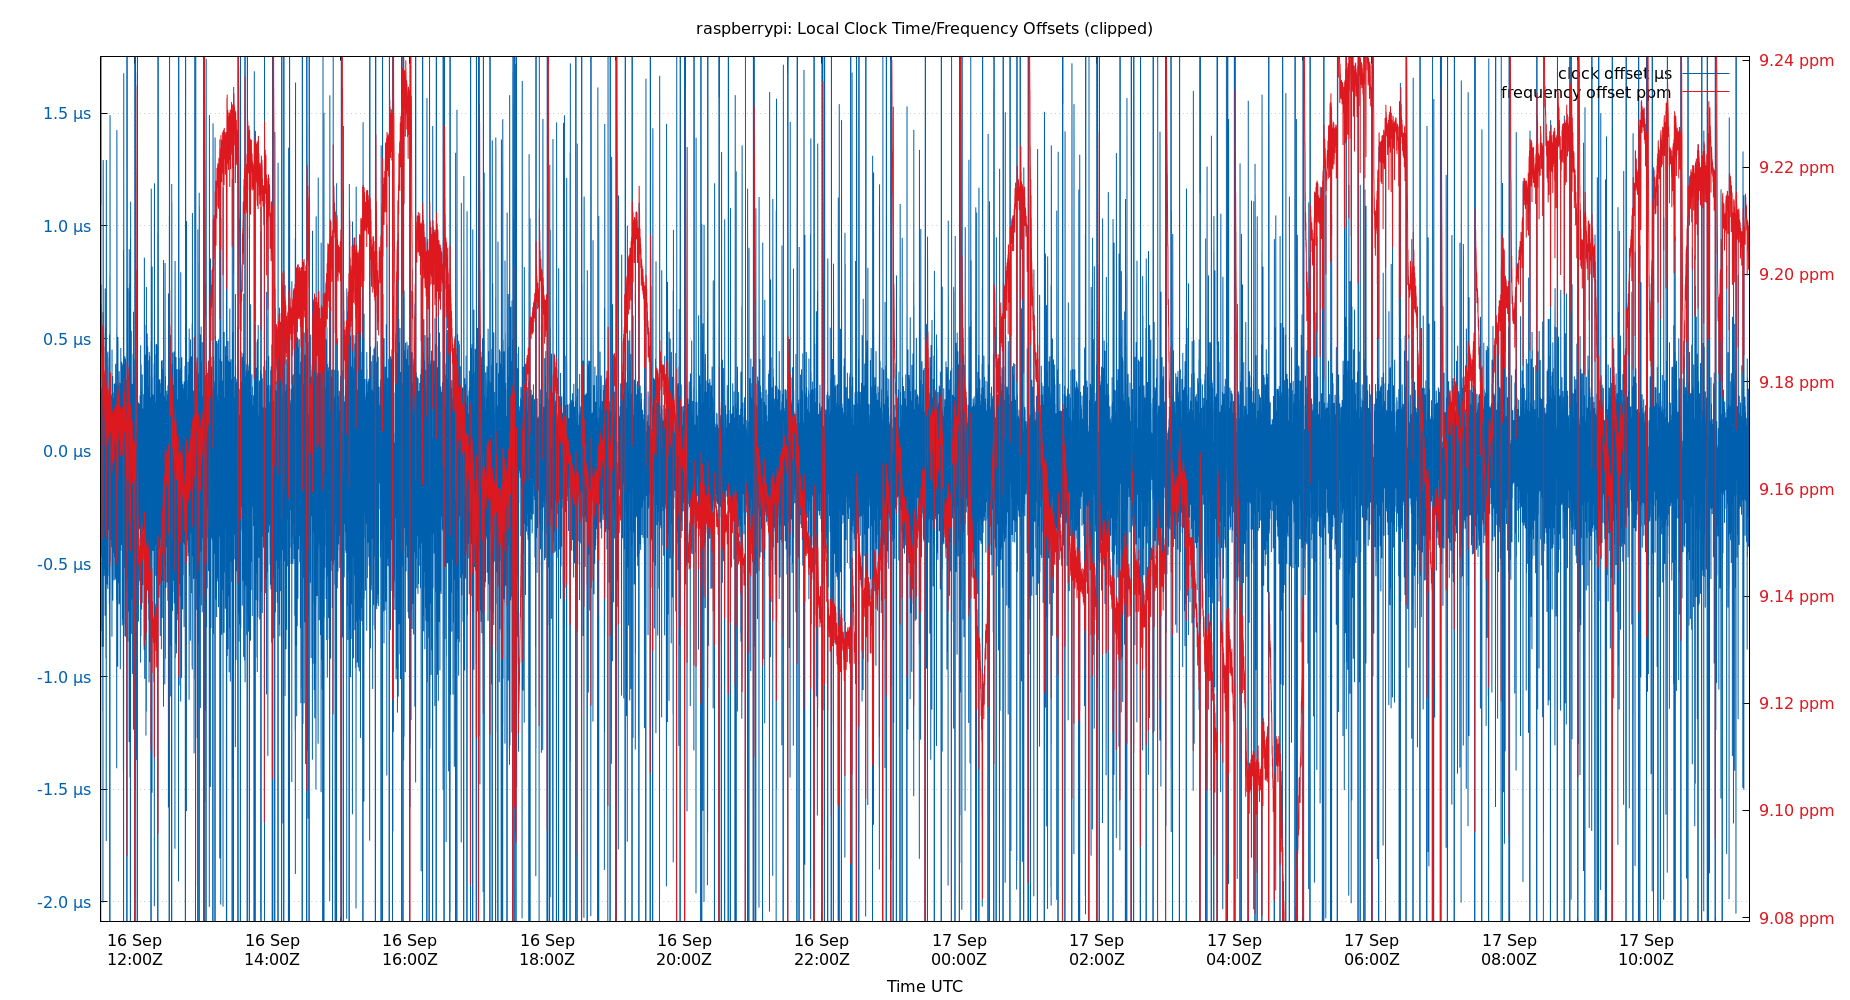 raspberrypi: Local Clock Time/Frequency Offsets (clipped)
clock offset µs
frequency offset ppm
1.5 µs
1.0 µs
0.5 µs
0.0 µs
-0.5 µs
-1.0 µs
-1.5 µs
-2.0 µs
9.24 ppm
9.22 ppm
9.20 ppm
9.18 ppm
9.16 ppm
9.14 ppm
9.12 ppm
9.10 ppm
9.08 ppm
16 Sep 16 Sep 16 Sep 16 Sep 16 Sep 16 Sep 17 Sep 17 Sep 17 Sep 17 Sep 17 Sep 17 Sep
12:00Z 14:00Z 16:00Z 18:00Z 20:00Z 22:00Z 00:00Z 02:00Z 04:00Z 06:00Z 08:00Z 10:00Z
Time UTC